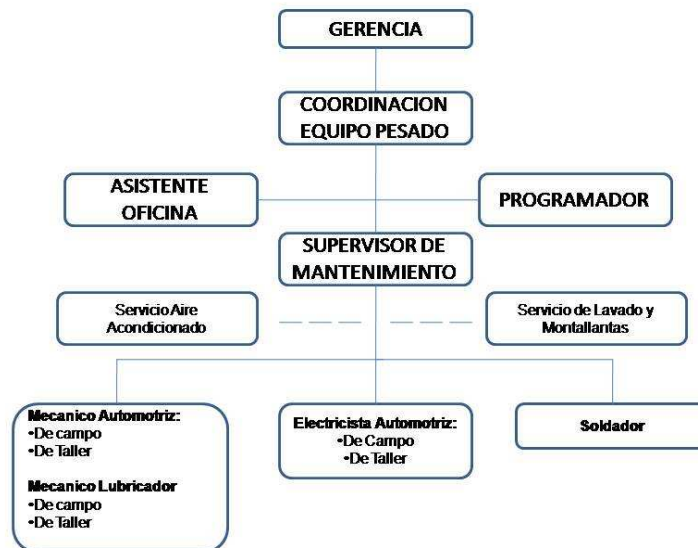 GERENCIA
COORDINACION
EQUIPO PESADO
ASISTENTE
OFICINA
PROGRAMADOR
SUPERVISOR DE
MANTENIMIENTO
Servicio Aire
Acondicionado
Servicio de Lavado y
Montallantas
Mecanico Automotriz:
•De campo
•De Taller
Mecanico Lubricador
•De campo
•De Taller
Electricista Automotriz:
•De Campo
•De Taller
Soldador